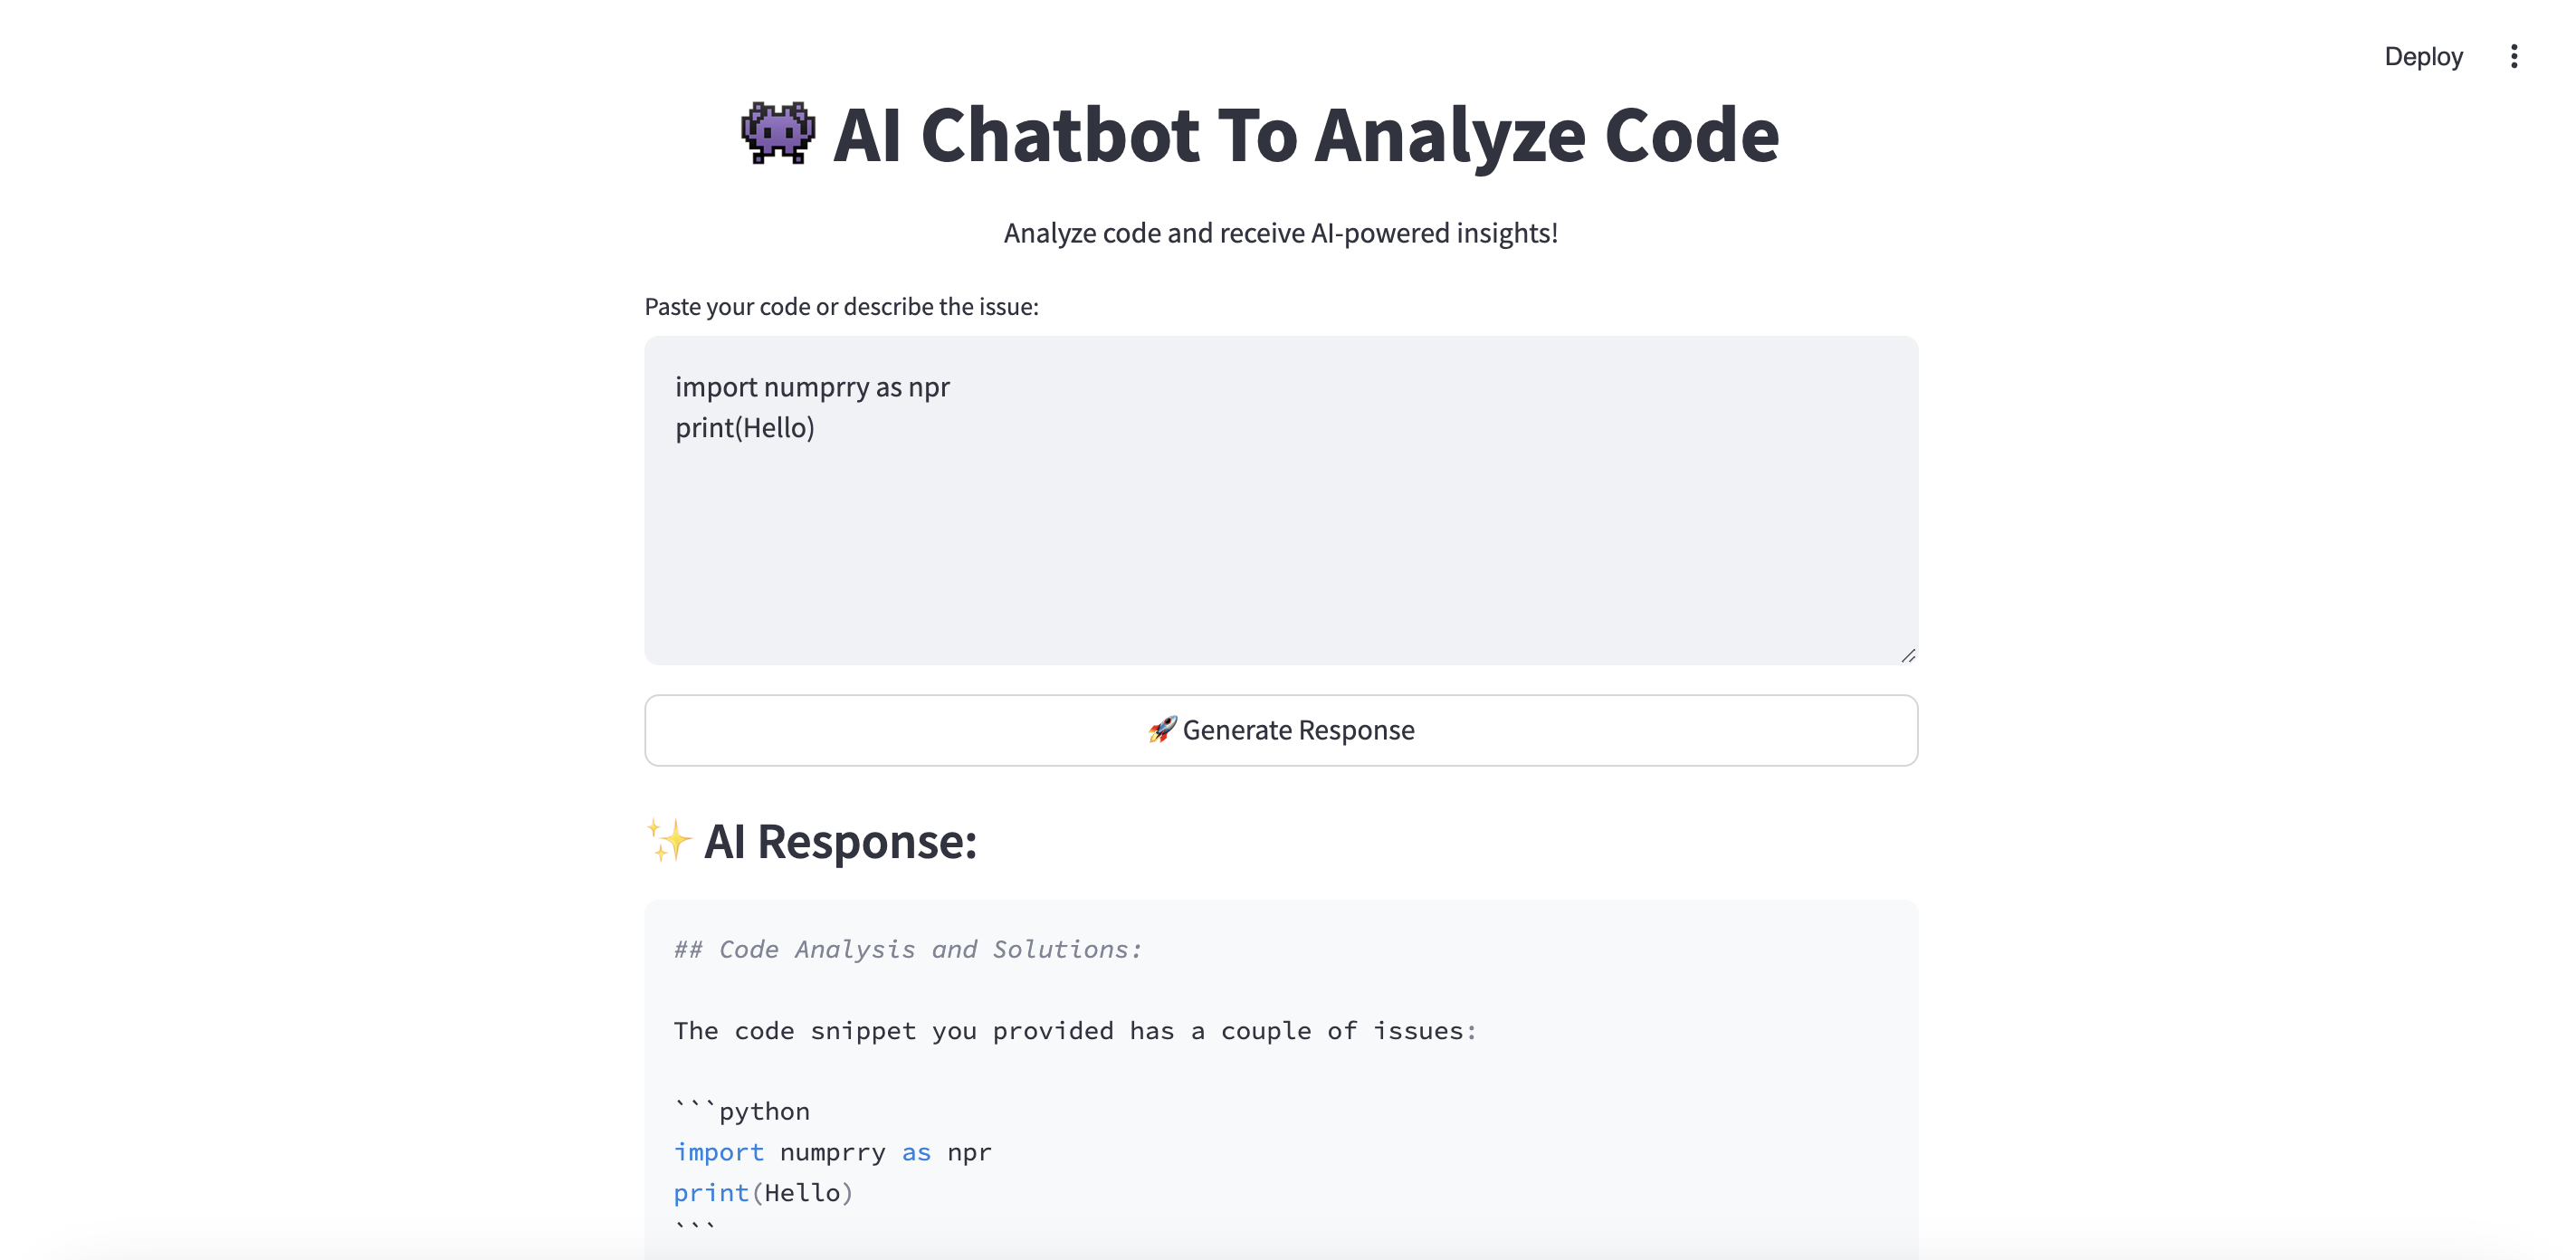 Deploy
AI Chatbot To Analyze Code
Analyze code and receive AI-powered insights!
Paste your code or describe the issue:
import numprry as npr
print(Hello)
Generate Response
AI Response:
## Code Analysis and Solutions:
The code snippet you provided has a couple of issues:
```python
import numprry as npr
print(Hello)
```